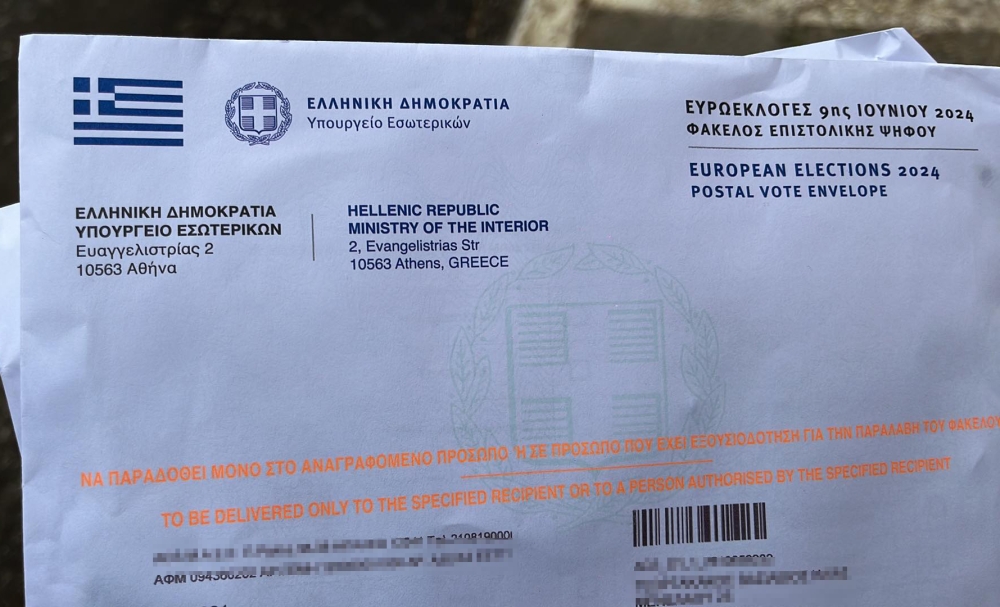 ΕΛΛΗΝΙΚΗ ΔΗΜΟΚΡΑΤΙΑ
Υπουργείο Εσωτερικών
ΕΥΡΩΕΚΛΟΓΕΣ 9ης ΙΟΥΝΙΟΥ 2024
ΦΑΚΕΛΟΣ ΕΠΙΣΤΟΛΙΚΗΣ ΨΗΦΟΥ
EUROPEAN ELECTIONS 2024
POSTAL VOTE ENVELOPE
ΕΛΛΗΝΙΚΗ ΔΗΜΟΚΡΑΤΙΑ
ΥΠΟΥΡΓΕΙΟ ΕΣΩΤΕΡΙΚΩΝ
Ευαγγελιστρίας 2
10563 Αθήνα
HELLENIC REPUBLIC
MINISTRY OF THE INTERIOR
2, Evangelistrias Str
10563 Athens, GREECE
ΝΑ ΠΑΡΑΔΟΘΕΙ ΜΟΝΟ ΣΤΟ ΑΝΑΓΡΑΦΟΜΕΝΟ ΠΡΟΣΩΠΟ Ή ΣΕ ΠΡΟΣΩΠΟ ΠΟΥ ΕΧΕΙ ΕΞΟΥΣΙΟΔΟΤΗΣΗ ΓΙΑ ΤΗΝ ΠΑΡΑΛΑΒΗ ΤΟΥ ΦΑΚΕΛΟΥ
TO BE DELIVERED ONLY TO THE SPECIFIED RECIPIENT OR TO A PERSON AUTHORISED BY THE SPECIFIED RECIPIENT
ΑΦΜ